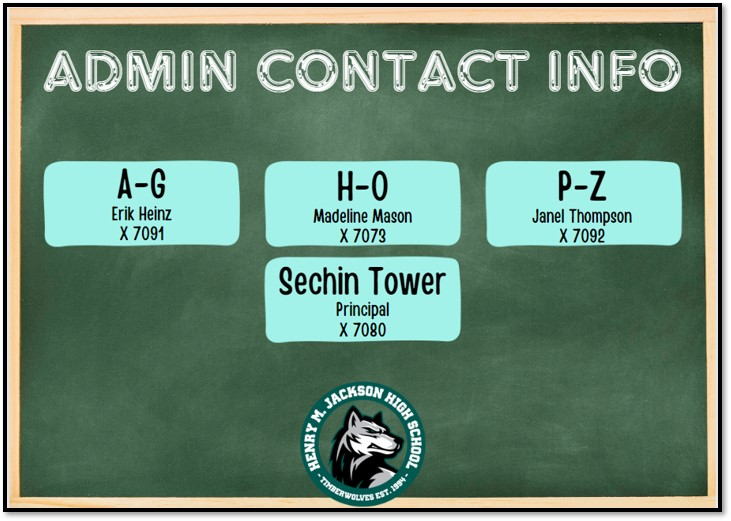 ADMIN CONTACT INFO
A-G
Erik Heinz
X 7091
H-O
Madeline Mason
X 7073
P-Z
Janel Thompson
X 7092
Sechin Tower
Principal
X 7080
HENRY M. JACKSON HIGH SCHOOL
- TIMBERWOLVES EST. 1994 -